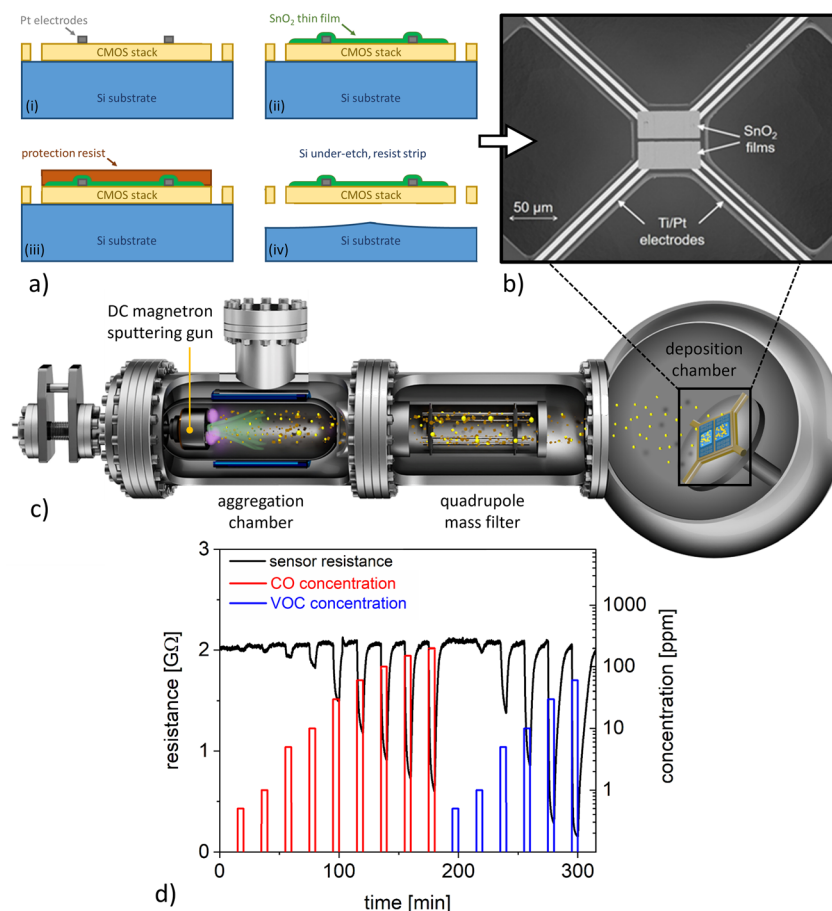 Pt electrodes
CMOS stack
Si substrate
(i)
SnO₂ thin film
CMOS stack
Si substrate
(ii)
protection resist
CMOS stack
Si substrate
(iii)
Si under-etch, resist strip
CMOS stack
Si substrate
(iv)
a)
SnO₂
films
50 µm
Ti/Pt
electrodes
b)
DC magnetron
sputtering gun
deposition
chamber
aggregation
chamber
quadrupole
mass filter
c)
sensor resistance
CO concentration
VOC concentration
3
2
1
0
resistance [GΩ]
1000
100
10
1
concentration [ppm]
0
100
200
300
time [min]
d)